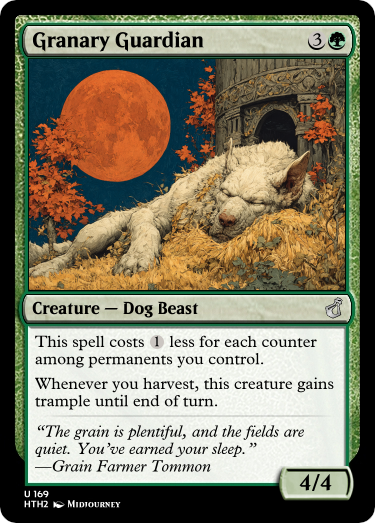 Granary Guardian 3
Creature — Dog Beast
This spell costs 1 less for each counter
among permanents you control.
Whenever you harvest, this creature gains
trample until end of turn.
“The grain is plentiful, and the fields are
quiet. You’ve earned your sleep.”
—Grain Farmer Tommon
4/4
U 169
HTH2 Midjourney